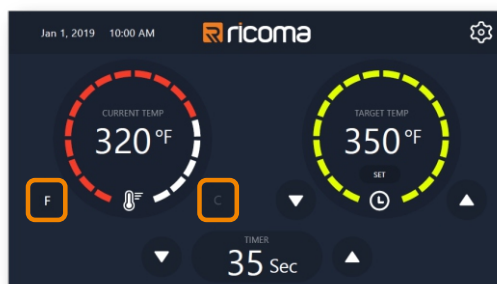 Jan 1, 2019 10:00 AM ricoma
CURRENT TEMP
320 °F
TARGET TEMP
350 °F
SET
F
C
TIMER
35 Sec